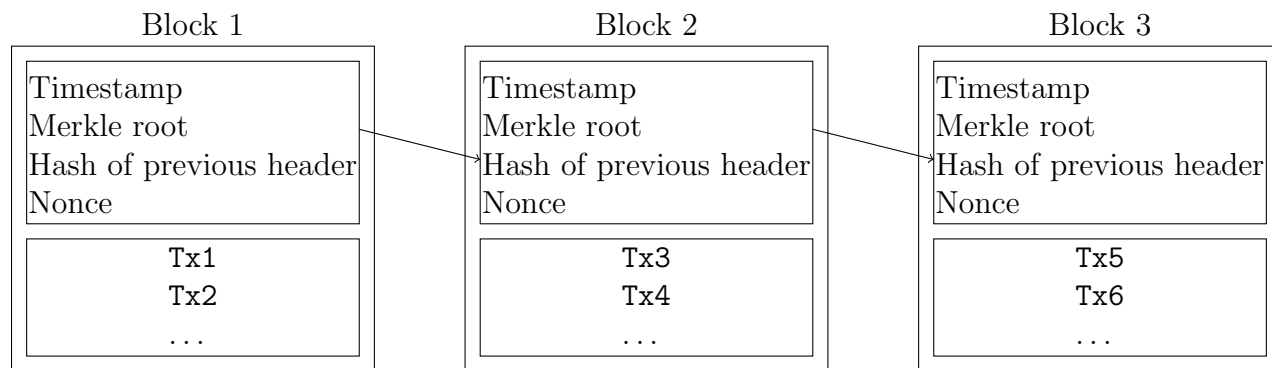 Block 1
Timestamp
Merkle root
Hash of previous header
Nonce
Tx1
Tx2
...
Block 2
Timestamp
Merkle root
Hash of previous header
Nonce
Tx3
Tx4
...
Block 3
Timestamp
Merkle root
Hash of previous header
Nonce
Tx5
Tx6
...